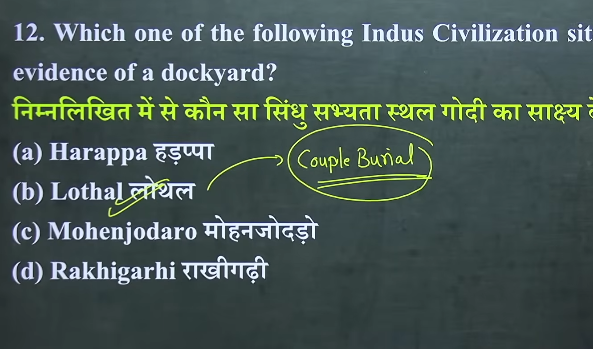 12. Which one of the following Indus Civilization sit
evidence of a dockyard?
निम्नलिखित में से कौन सा सिंधु सभ्यता स्थल गोदी का साक्ष्य
(a) Harappa हड़प्पा
Couple Burial
(b) Lothal लोथल
(c) Mohenjodaro मोहनजोदड़ो
(d) Rakhigarhi राखीगढ़ी